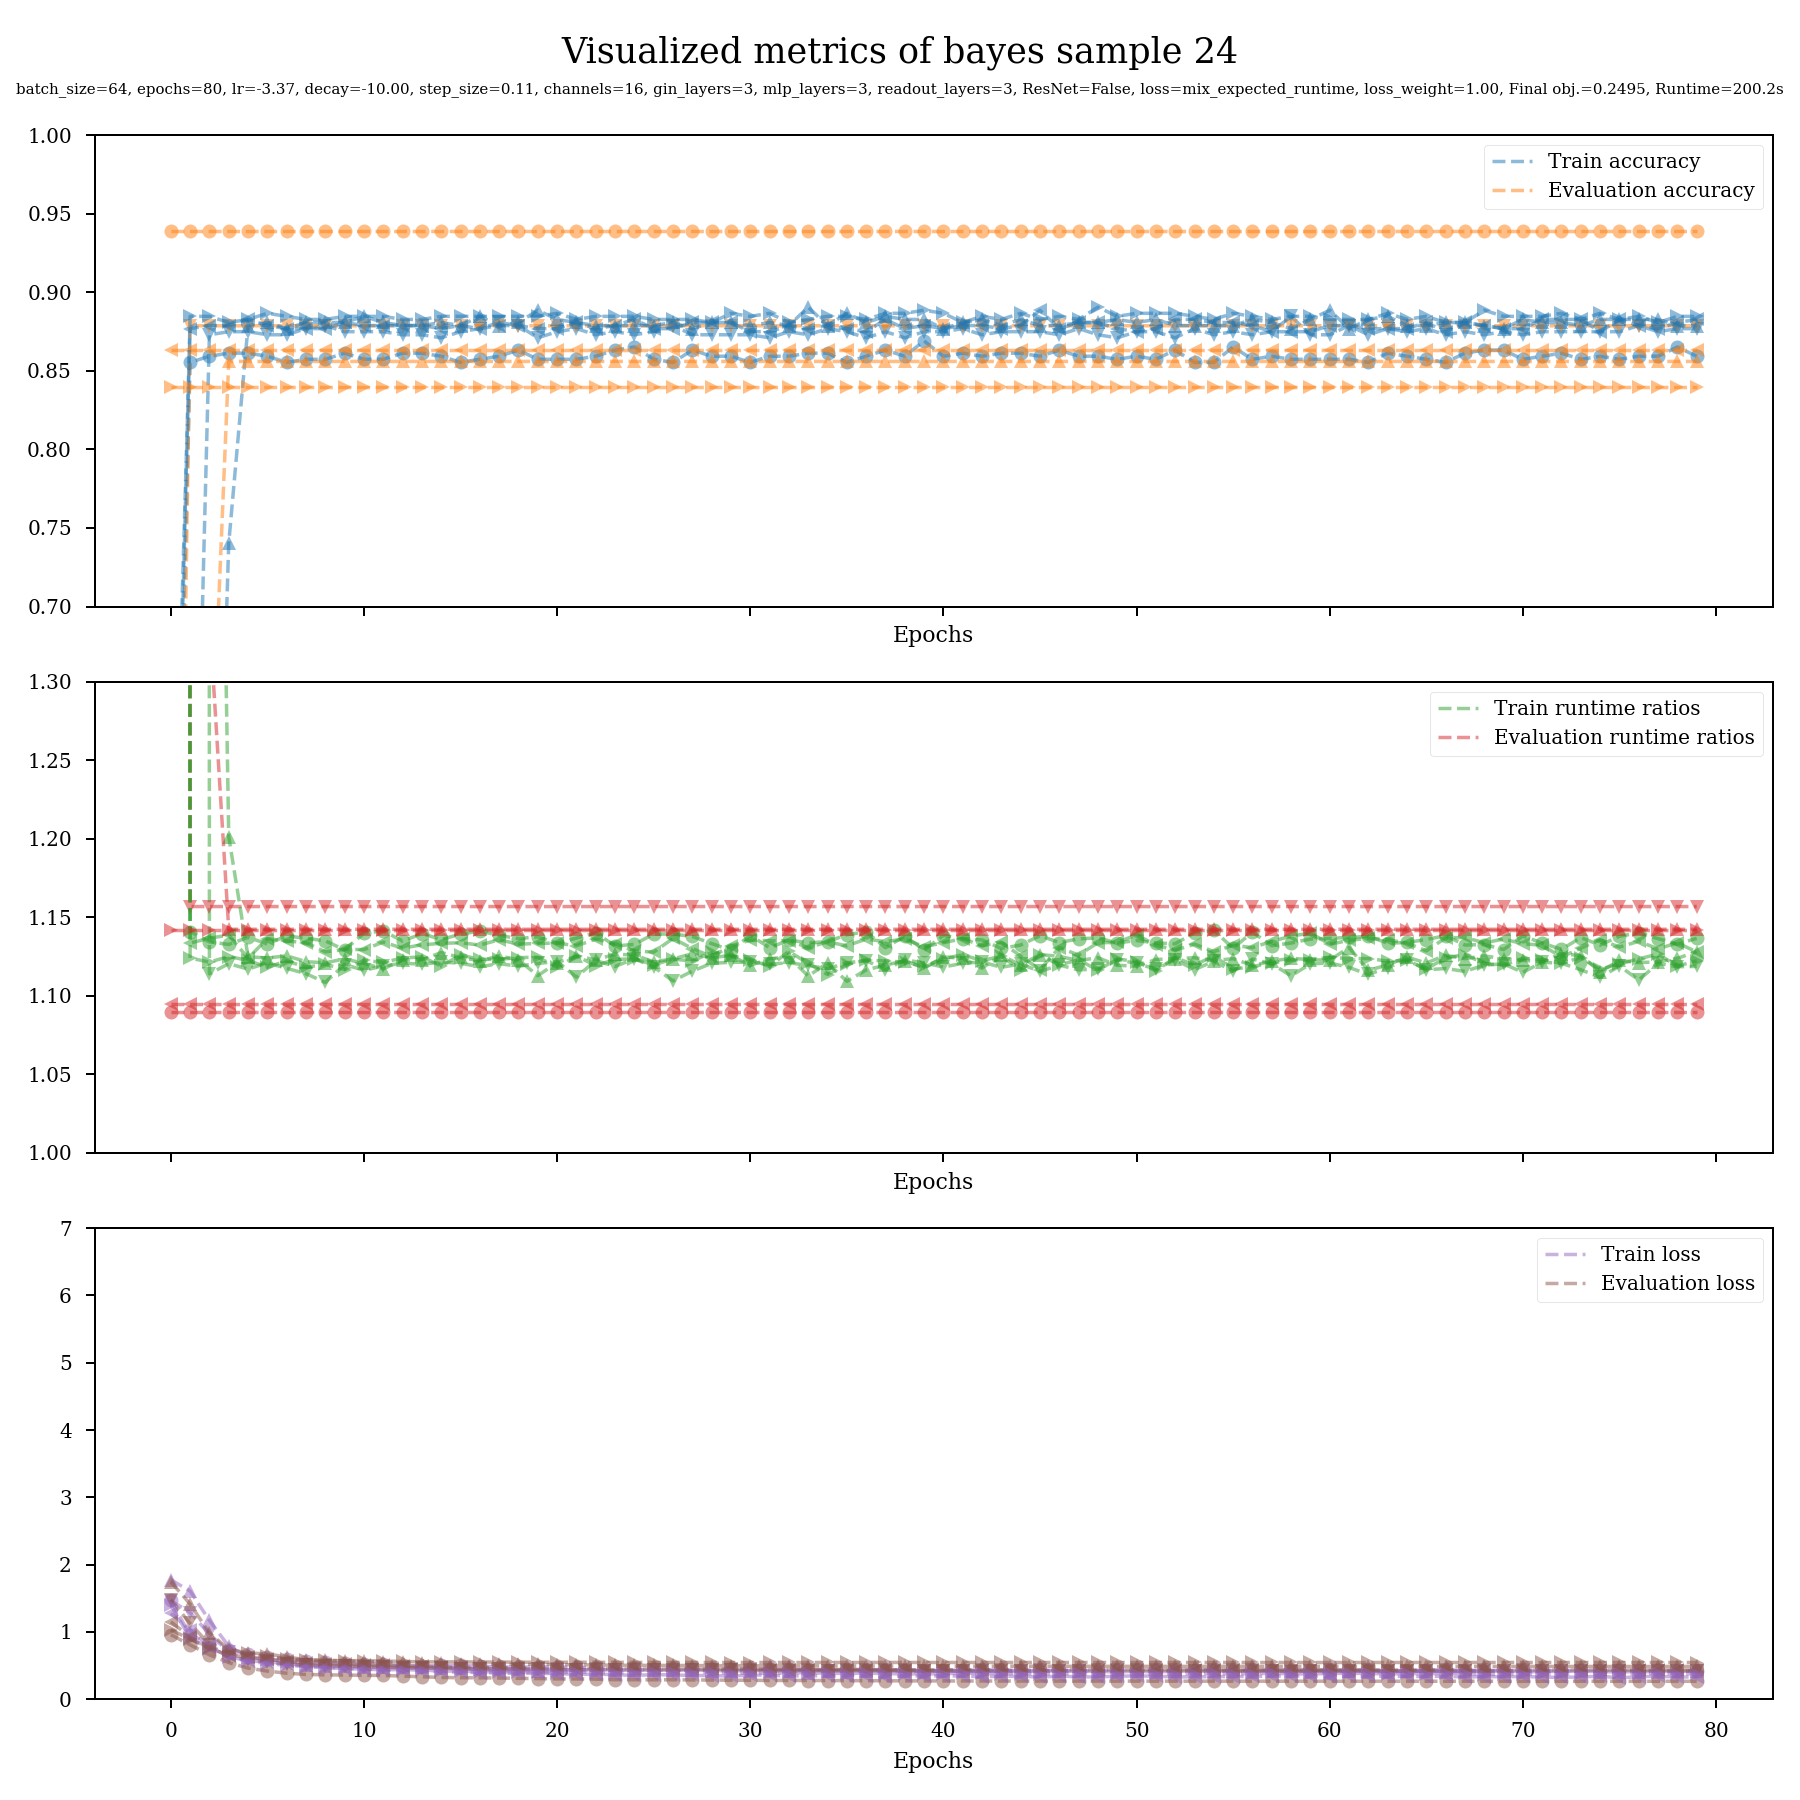 Visualized metrics of bayes sample 24
batch_size=64, epochs=80, lr=-3.37, decay=-10.00, step_size=0.11, channels=16, gin_layers=3, mlp_layers=3, readout_layers=3, ResNet=False, loss=mix_expected_runtime, loss_weight=1.00, Final obj.=0.2495, Runtime=200.2s
1.00
0.95
0.90
0.85
0.80
0.75
0.70
Train accuracy
Evaluation accuracy
Epochs
1.30
1.25
1.20
1.15
1.10
1.05
1.00
Train runtime ratios
Evaluation runtime ratios
Epochs
7
6
5
4
3
2
1
0
Train loss
Evaluation loss
0 10 20 30 40 50 60 70 80
Epochs